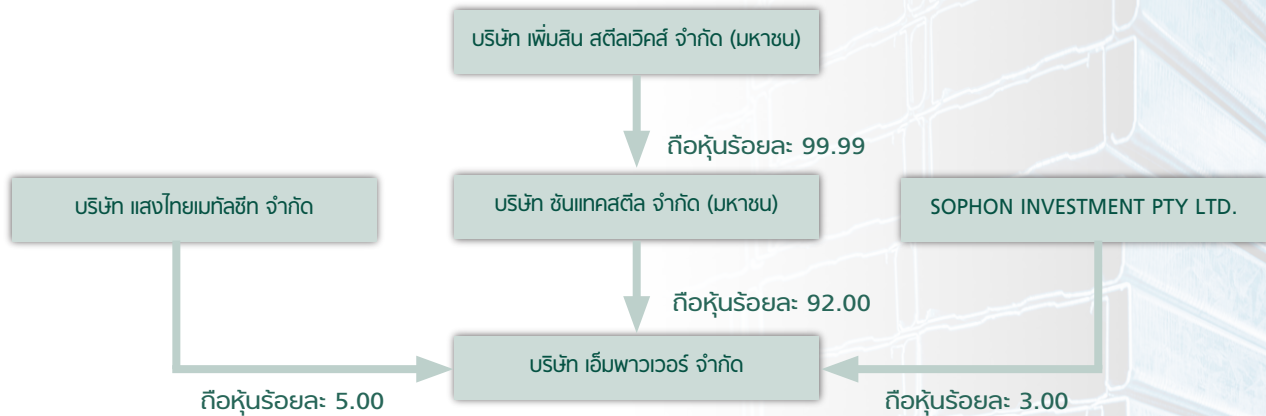 บริษัท เพิ่มสิน สตีลเวิคส์ จำกัด (มหาชน)
ถือหุ้นร้อยละ 99.99
บริษัท แสงไทยเมทัลชีท จำกัด
บริษัท ซันเทคสตีล จำกัด (มหาชน)
SOPHON INVESTMENT PTY LTD.
ถือหุ้นร้อยละ 92.00
บริษัท เอ็มพาวเวอร์ จำกัด
ถือหุ้นร้อยละ 5.00
ถือหุ้นร้อยละ 3.00